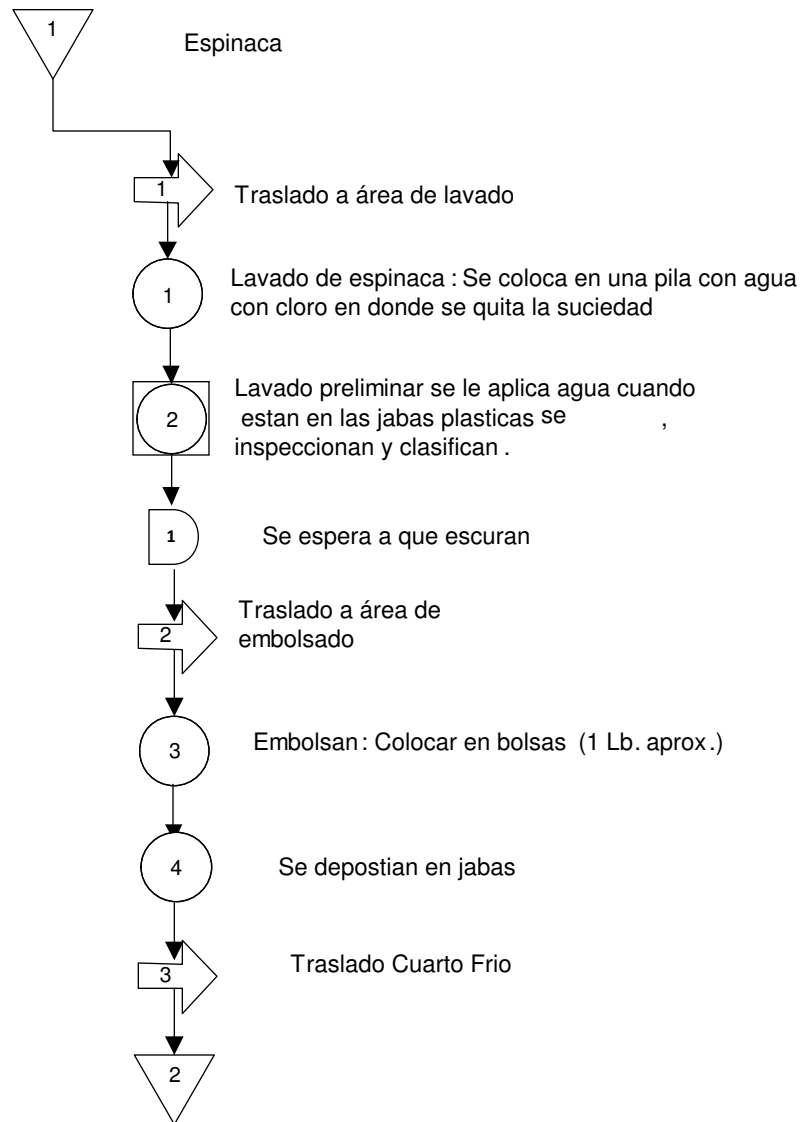 1
Espinaca
1
Traslado a área de lavado
1
Lavado de espinaca : Se coloca en una pila con agua
con cloro en donde se quita la suciedad
2
Lavado preliminar se le aplica agua cuando
estan en las jabas plasticas se ,
inspeccionan y clasifican .
1
Se espera a que escuran
2
Traslado a área de
embolsado
3
Embolsan : Colocar en bolsas (1 Lb. aprox.)
4
Se depostian en jabas
3
Traslado Cuarto Frio
2